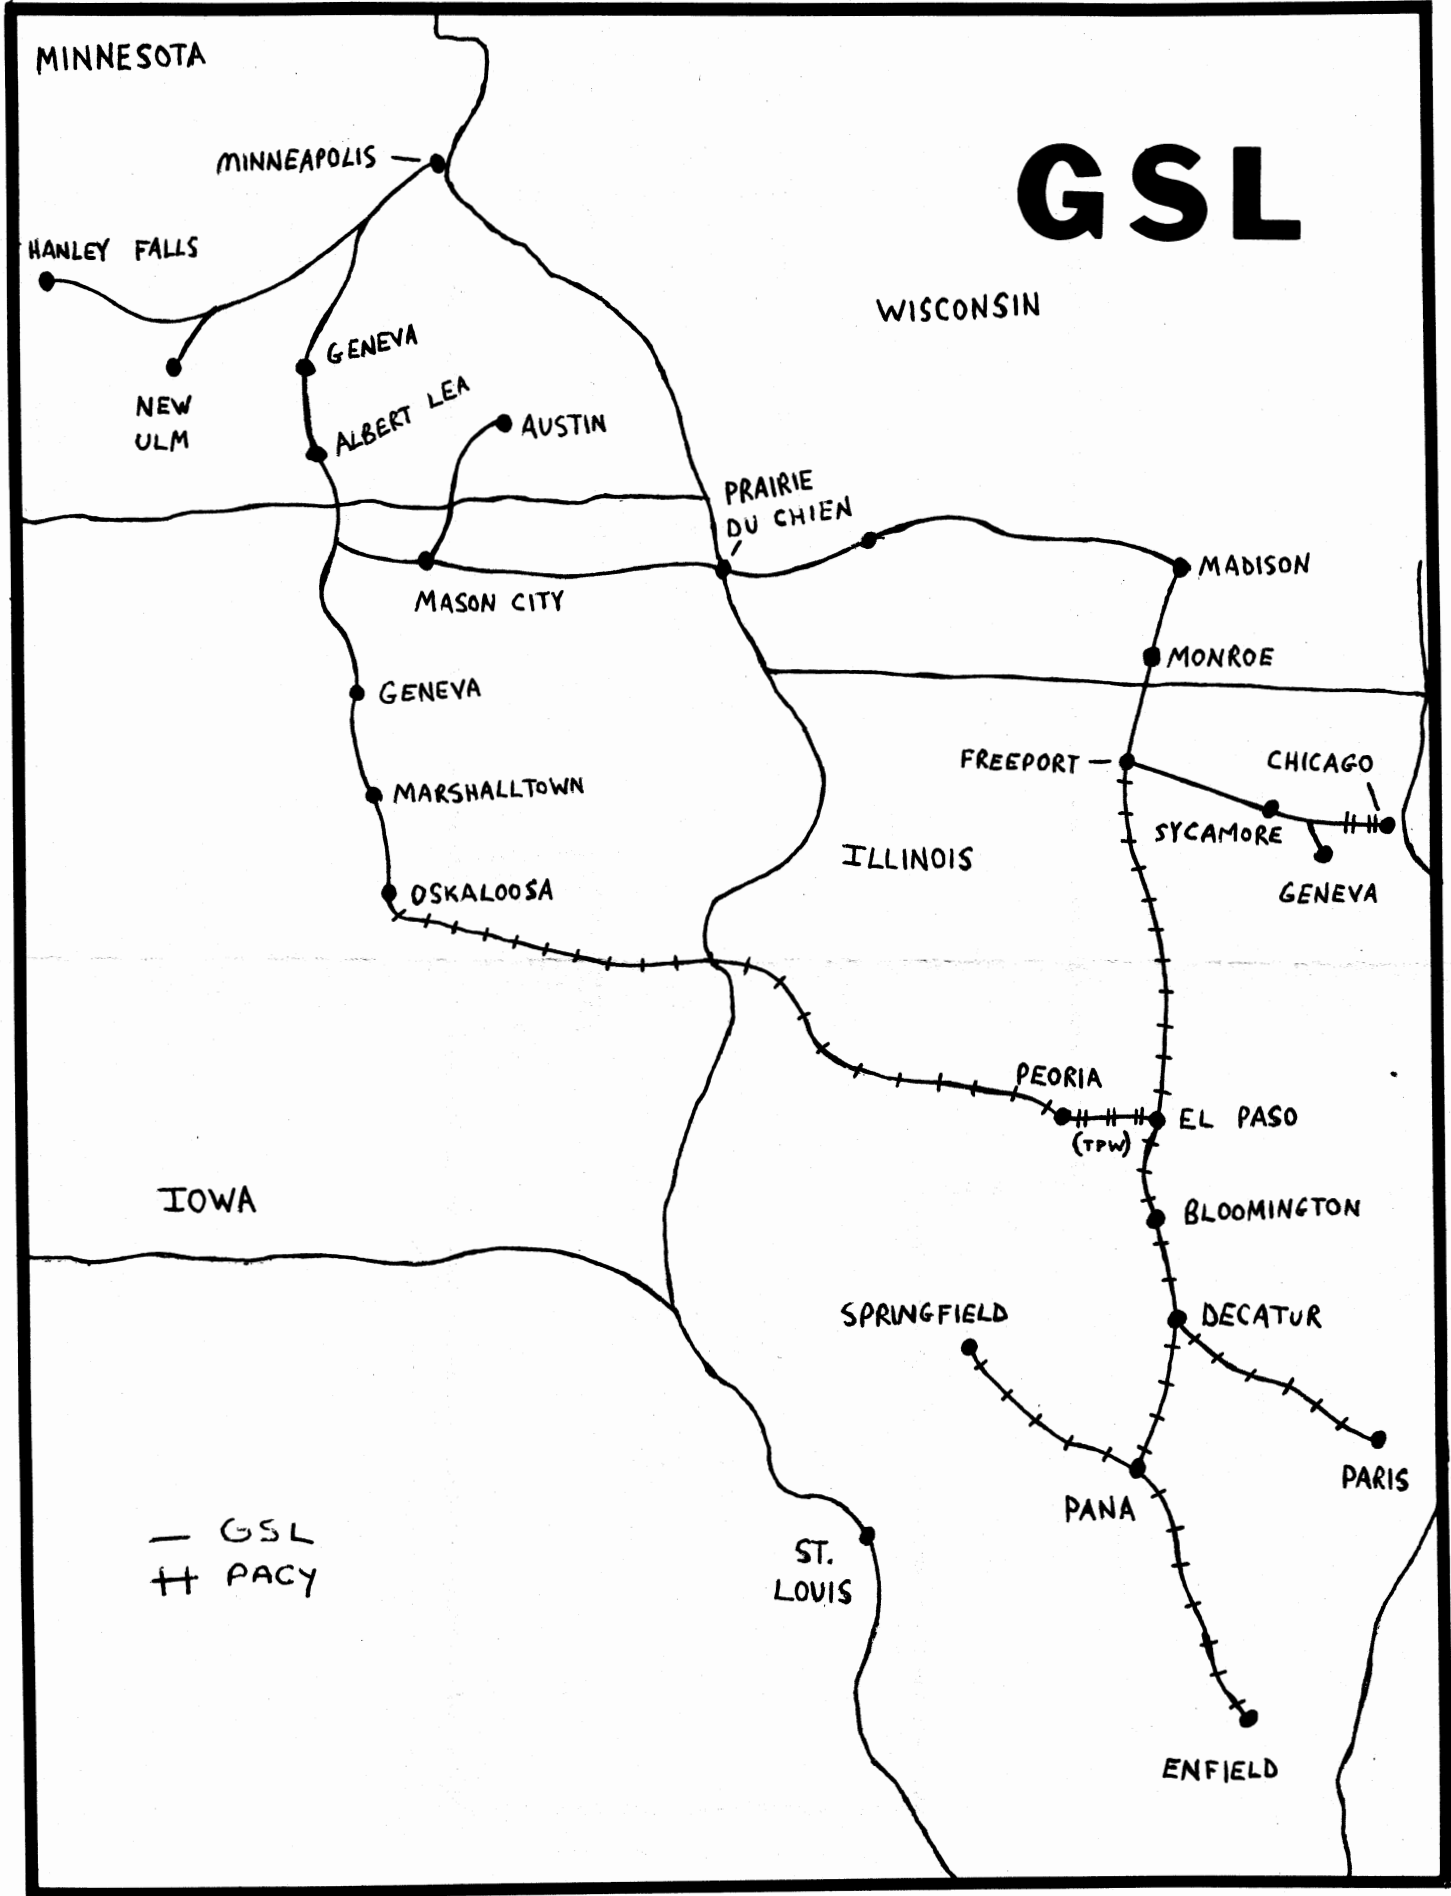 MINNESOTA
MINNEAPOLIS
GSL
HANLEY FALLS
WISCONSIN
GENEVA
NEW
ULM
ALBERT LEA
AUSTIN
PRAIRIE
DU CHIEN
MADISON
MASON CITY
MONROE
GENEVA
FREEPORT
CHICAGO
MARSHALLTOWN
SYCAMORE
ILLINOIS
GENEVA
OSKALOOSA
PEORIA
EL PASO
(TPW)
IOWA
BLOOMINGTON
SPRINGFIELD
DECATUR
PARIS
PANA
GSL
PACY
ST.
LOUIS
ENFIELD